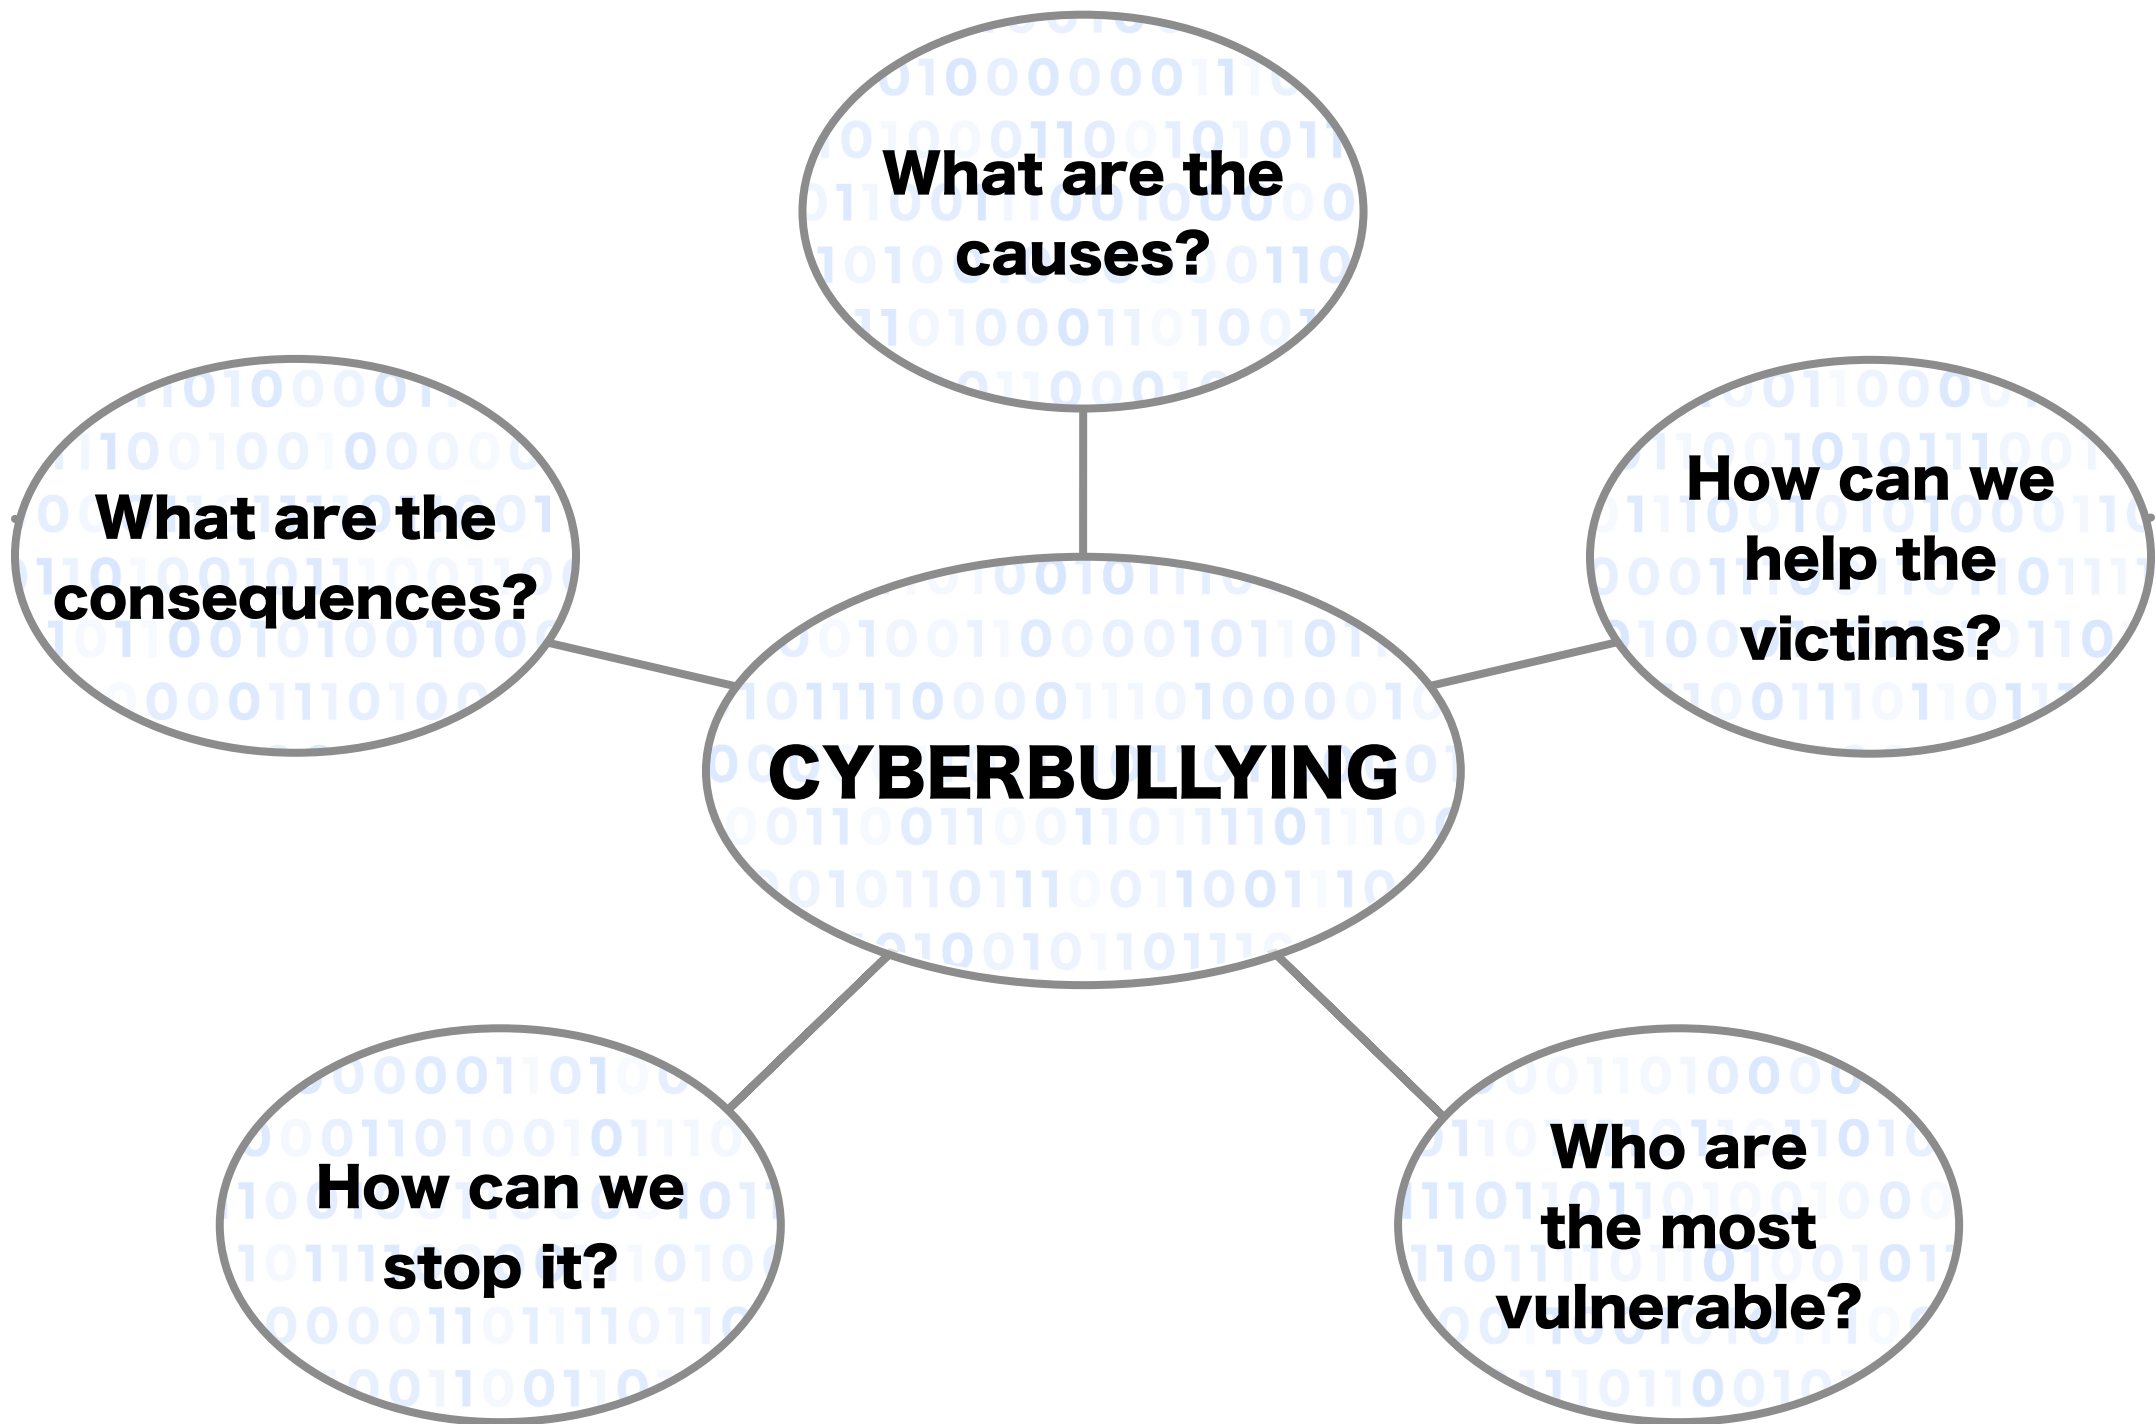 What are the
causes?
What are the
consequences?
How can we
help the
victims?
CYBERBULLYING
How can we
stop it?
Who are
the most
vulnerable?